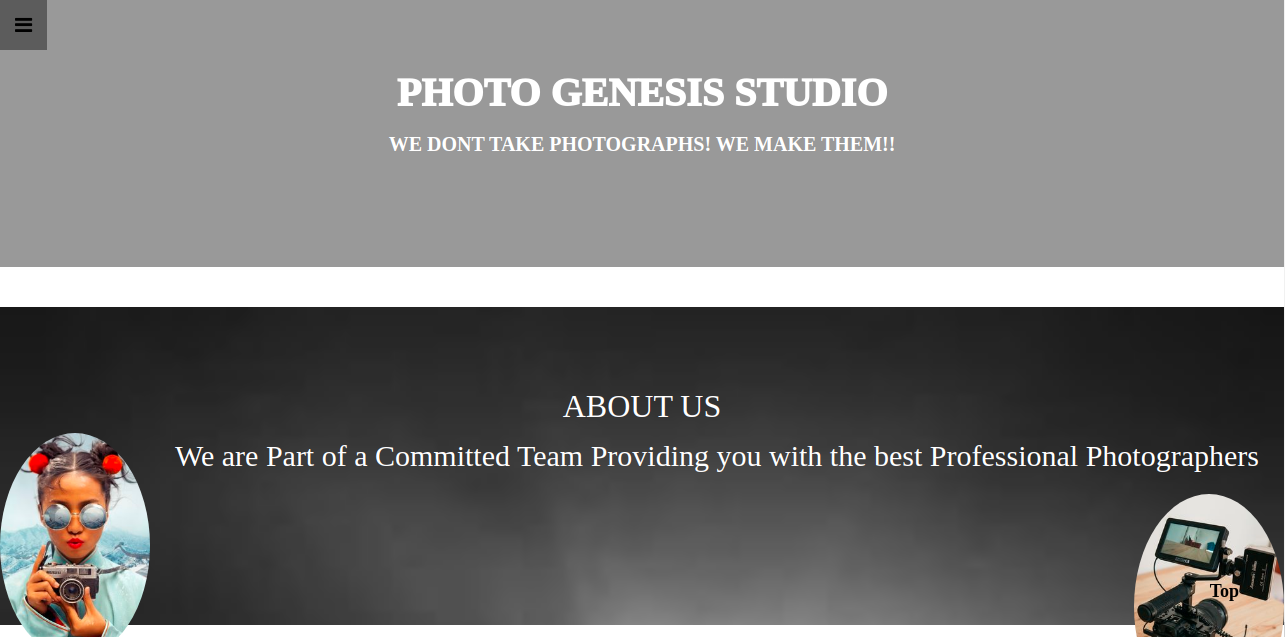 PHOTO GENESIS STUDIO
WE DONT TAKE PHOTOGRAPHS! WE MAKE THEM!!
ABOUT US
We are Part of a Committed Team Providing you with the best Professional Photographers
Top